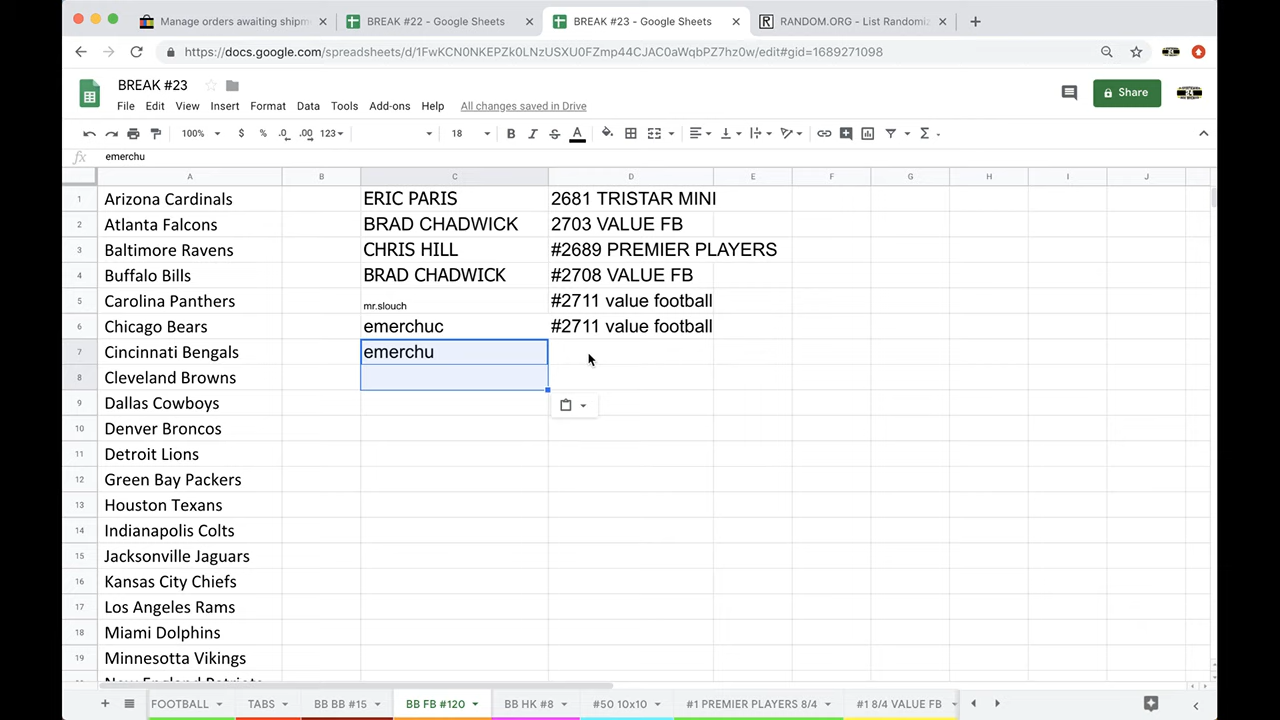 Manage orders awaiting shipm
BREAK #22 - Google Sheets
BREAK #23 - Google Sheets
RANDOM.ORG - List Randomiz
https://docs.google.com/spreadsheets/d/1FwKCN0NKEPZk0LNzUSXU0FZmp44CJAC0aWqbPZ7hz0w/edit#gid=1689271098
BREAK #23
File Edit View Insert Format Data Tools Add-ons Help All changes saved in Drive
Share
100% $ % .0 .00 123 18 B I S A
fx emerchu
A B C D E F G H I J
1 Arizona Cardinals ERIC PARIS 2681 TRISTAR MINI
2 Atlanta Falcons BRAD CHADWICK 2703 VALUE FB
3 Baltimore Ravens CHRIS HILL #2689 PREMIER PLAYERS
4 Buffalo Bills BRAD CHADWICK #2708 VALUE FB
5 Carolina Panthers mr.slouch #2711 value football
6 Chicago Bears emerchuc #2711 value football
7 Cincinnati Bengals emerchu
8 Cleveland Browns
9 Dallas Cowboys
10 Denver Broncos
11 Detroit Lions
12 Green Bay Packers
13 Houston Texans
14 Indianapolis Colts
15 Jacksonville Jaguars
16 Kansas City Chiefs
17 Los Angeles Rams
18 Miami Dolphins
19 Minnesotta Vikings
FOOTBALL TABS BB BB #15 BB FB #120 BB HK #8 #50 10x10 #1 PREMIER PLAYERS 8/4 #1 8/4 VALUE FB